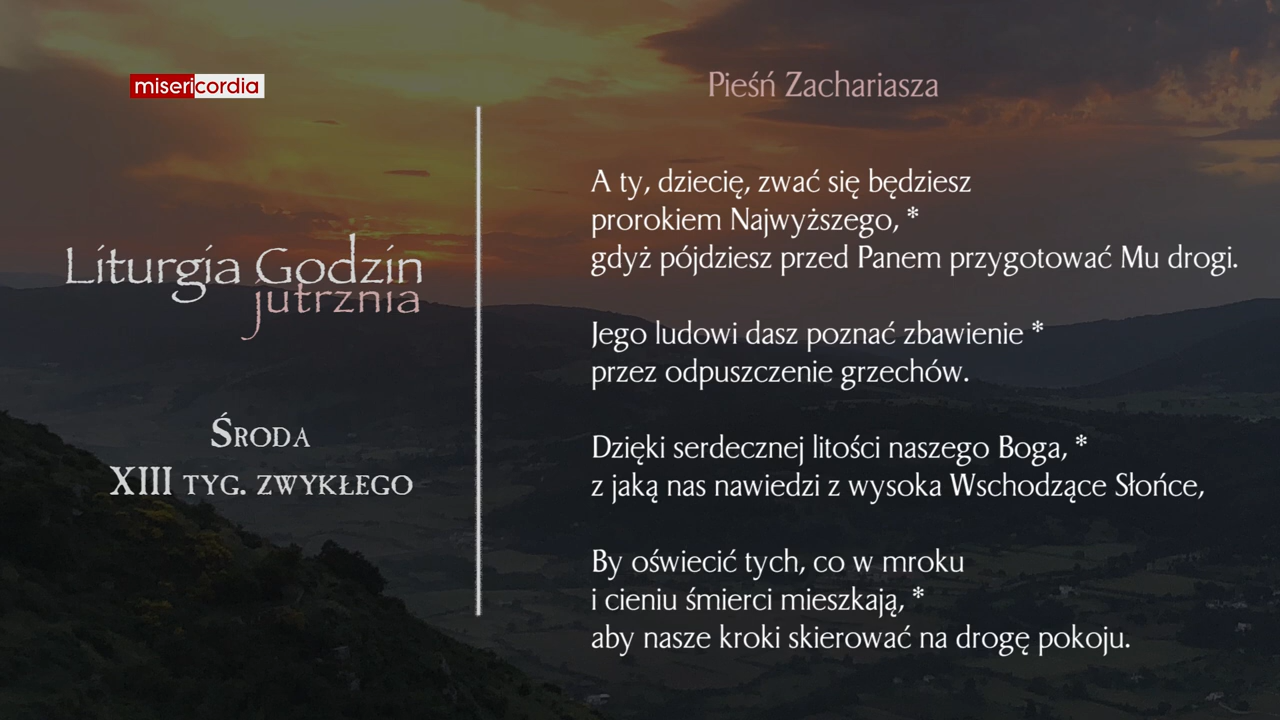 misericordia
Liturgia Godzin
jutrznia
Środa
XIII tyg. zwykłego
Pieśń Zachariasza
A ty, dziecię, zwać się będziesz
prorokiem Najwyższego, *
gdyż pójdziesz przed Panem przygotować Mu drogi.
Jego ludowi dasz poznać zbawienie *
przez odpuszczenie grzechów.
Dzięki serdecznej litości naszego Boga, *
z jaką nas nawiedzi z wysoka Wschodzące Słońce,
By oświecić tych, co w mroku
i cieniu śmierci mieszkają, *
aby nasze kroki skierować na drogę pokoju.